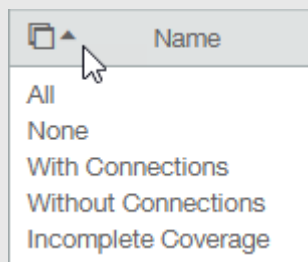 Name
All
None
With Connections
Without Connections
Incomplete Coverage